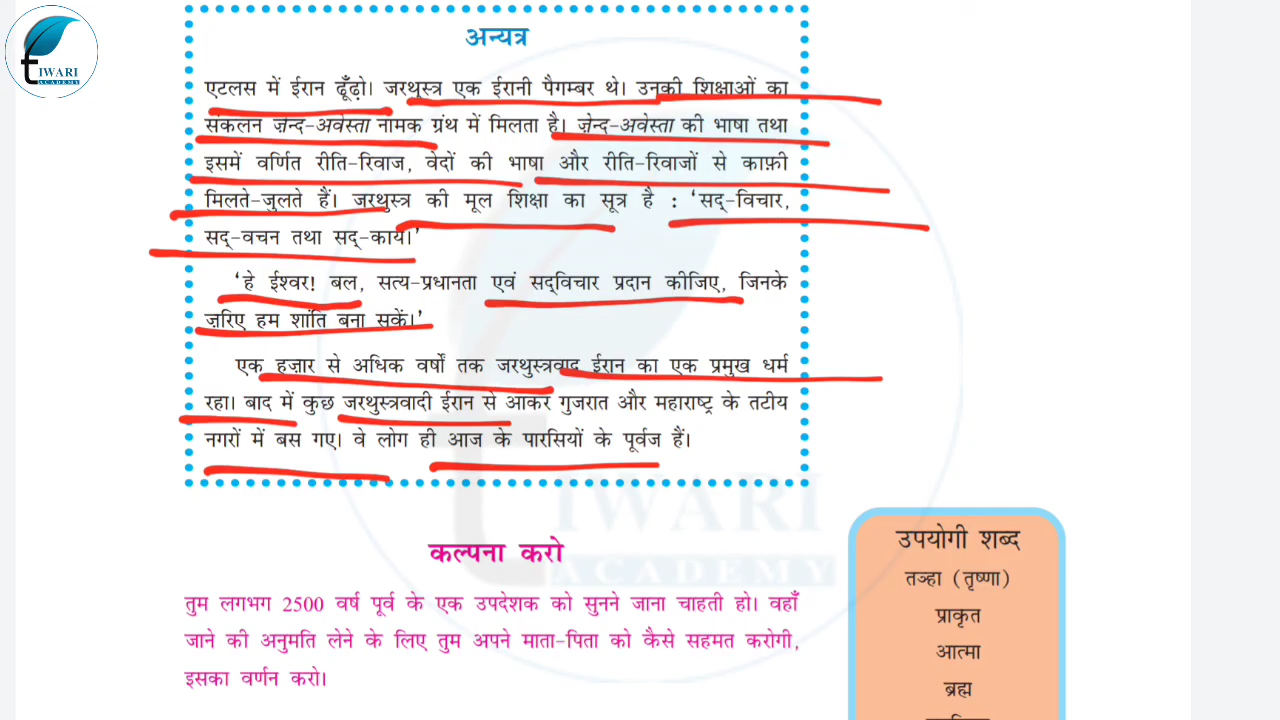 IWARI
ACADEMY
अन्यत्र
एटलस में ईरान ढूँढ़ो। जरथुस्त्र एक ईरानी पैगम्बर थे। उनकी शिक्षाओं का
संकलन ज़ेन्द-अवेस्ता नामक ग्रंथ में मिलता है। ज़ेन्द-अवेस्ता की भाषा तथा
इसमें वर्णित रीति-रिवाज, वेदों की भाषा और रीति-रिवाजों से काफ़ी
मिलते-जुलते हैं। जरथुस्त्र की मूल शिक्षा का सूत्र है : ‘सद्-विचार,
सद्-वचन तथा सद्-कार्य।’
‘हे ईश्वर! बल, सत्य-प्रधानता एवं सद्विचार प्रदान कीजिए, जिनके
ज़रिए हम शांति बना सकें।’
एक हज़ार से अधिक वर्षों तक जरथुस्त्रवाद ईरान का एक प्रमुख धर्म
रहा। बाद में कुछ जरथुस्त्रवादी ईरान से आकर गुजरात और महाराष्ट्र के तटीय
नगरों में बस गए। वे लोग ही आज के पारसियों के पूर्वज हैं।
IWARI
ACADEMY
कल्पना करो
तुम लगभग 2500 वर्ष पूर्व के एक उपदेशक को सुनने जाना चाहती हो। वहाँ
जाने की अनुमति लेने के लिए तुम अपने माता-पिता को कैसे सहमत करोगी,
इसका वर्णन करो।
उपयोगी शब्द
तञ्हा (तृष्णा)
प्राकृत
आत्मा
ब्रह्म